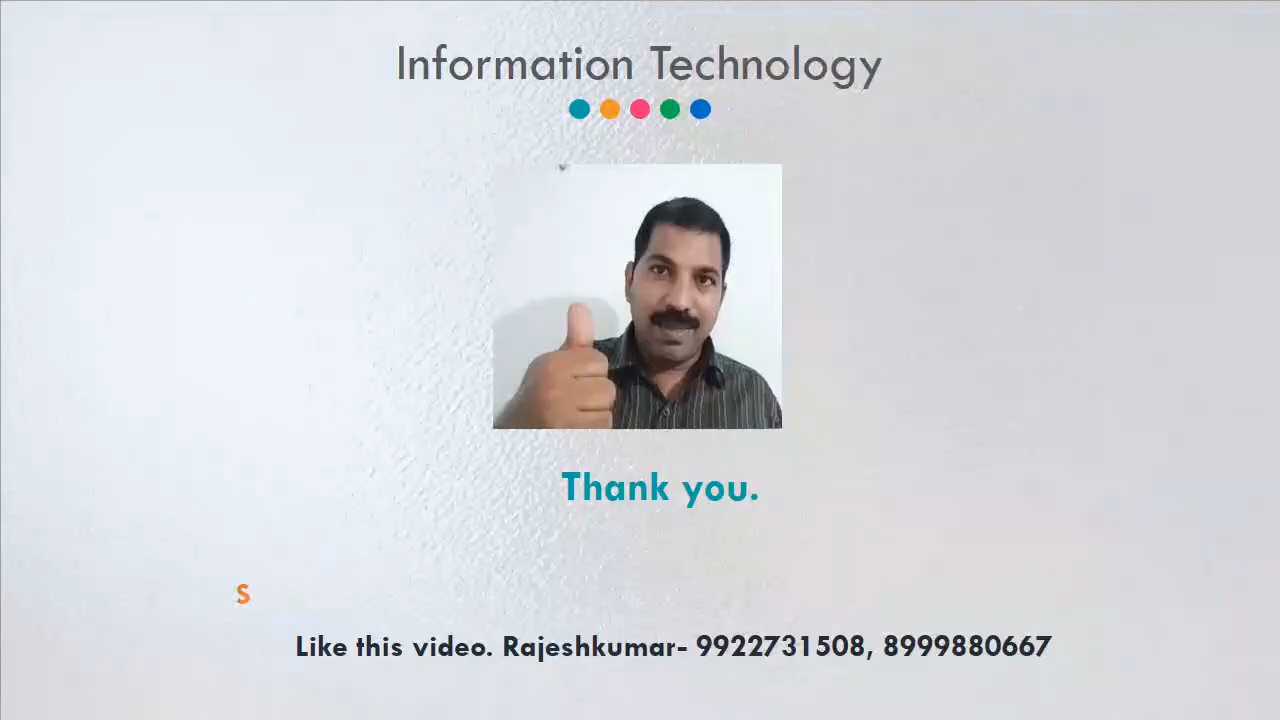 Information Technology
Thank you.
S
Like this video. Rajeshkumar- 9922731508, 8999880667